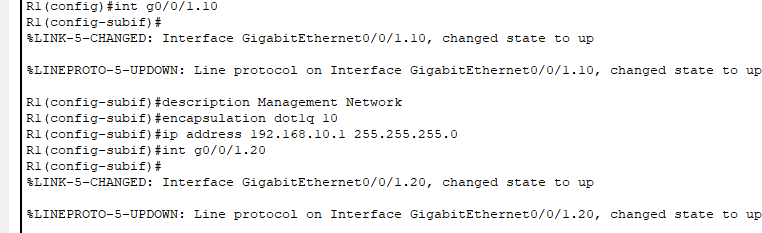 R1(config)#int g0/0/1.10
R1(config-subif)#
%LINK-5-CHANGED: Interface GigabitEthernet0/0/1.10, changed state to up
%LINEPROTO-5-UPDOWN: Line protocol on Interface GigabitEthernet0/0/1.10, changed state to up
R1(config-subif)#description Management Network
R1(config-subif)#encapsulation dot1q 10
R1(config-subif)#ip address 192.168.10.1 255.255.255.0
R1(config-subif)#int g0/0/1.20
R1(config-subif)#
%LINK-5-CHANGED: Interface GigabitEthernet0/0/1.20, changed state to up
%LINEPROTO-5-UPDOWN: Line protocol on Interface GigabitEthernet0/0/1.20, changed state to up